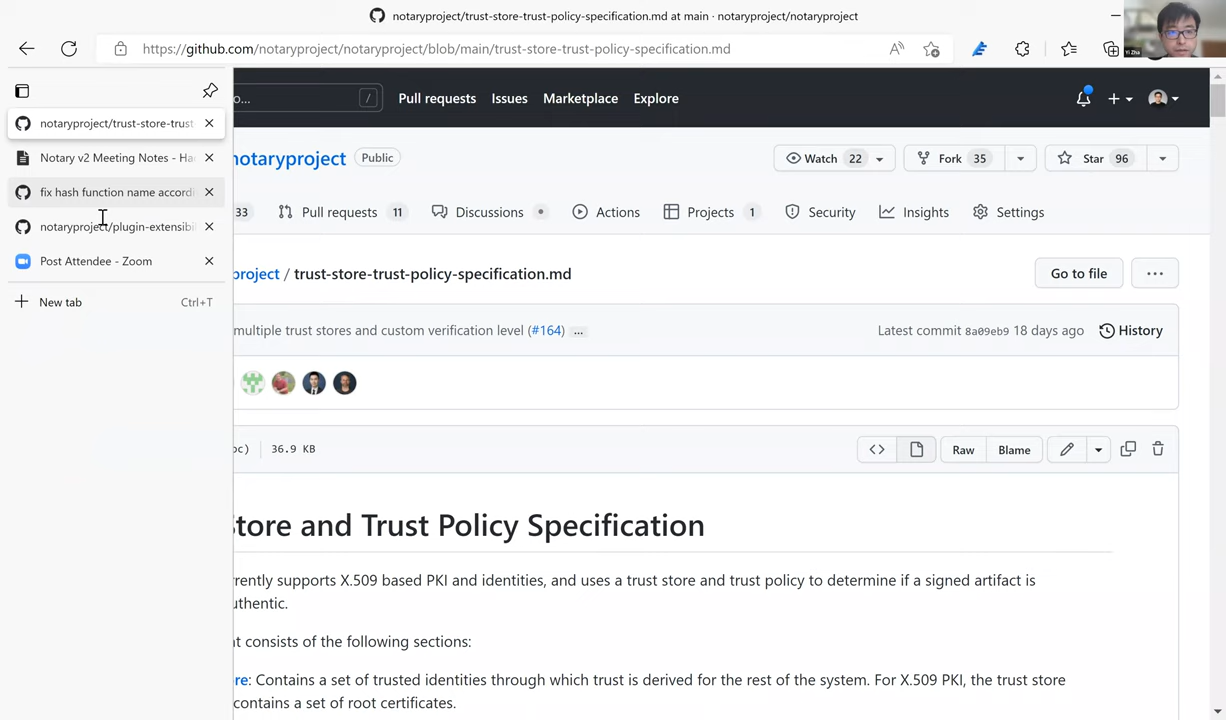 notaryproject/trust-store-trust-policy-specification.md at main · notaryproject/notaryproject
https://github.com/notaryproject/notaryproject/blob/main/trust-store-trust-policy-specification.md
Yi Zha
o...
/
Pull requests
Issues
Marketplace
Explore
notaryproject/trust-store-trust
Notary v2 Meeting Notes - Ha
fix hash function name accordi
notaryproject/plugin-extensibi
Post Attendee - Zoom
New tab
Ctrl+T
notaryproject
Public
Watch 22
Fork 35
Star 96
33
Pull requests 11
Discussions
Actions
Projects 1
Security
Insights
Settings
project / trust-store-trust-policy-specification.md
Go to file
...
multiple trust stores and custom verification level (#164) ...
Latest commit 8a09eb9 18 days ago
History
oc)
36.9 KB
Raw
Blame
Store and Trust Policy Specification
rently supports X.509 based PKI and identities, and uses a trust store and trust policy to determine if a signed artifact is
uthentic.
nt consists of the following sections:
re: Contains a set of trusted identities through which trust is derived for the rest of the system. For X.509 PKI, the trust store
contains a set of root certificates.